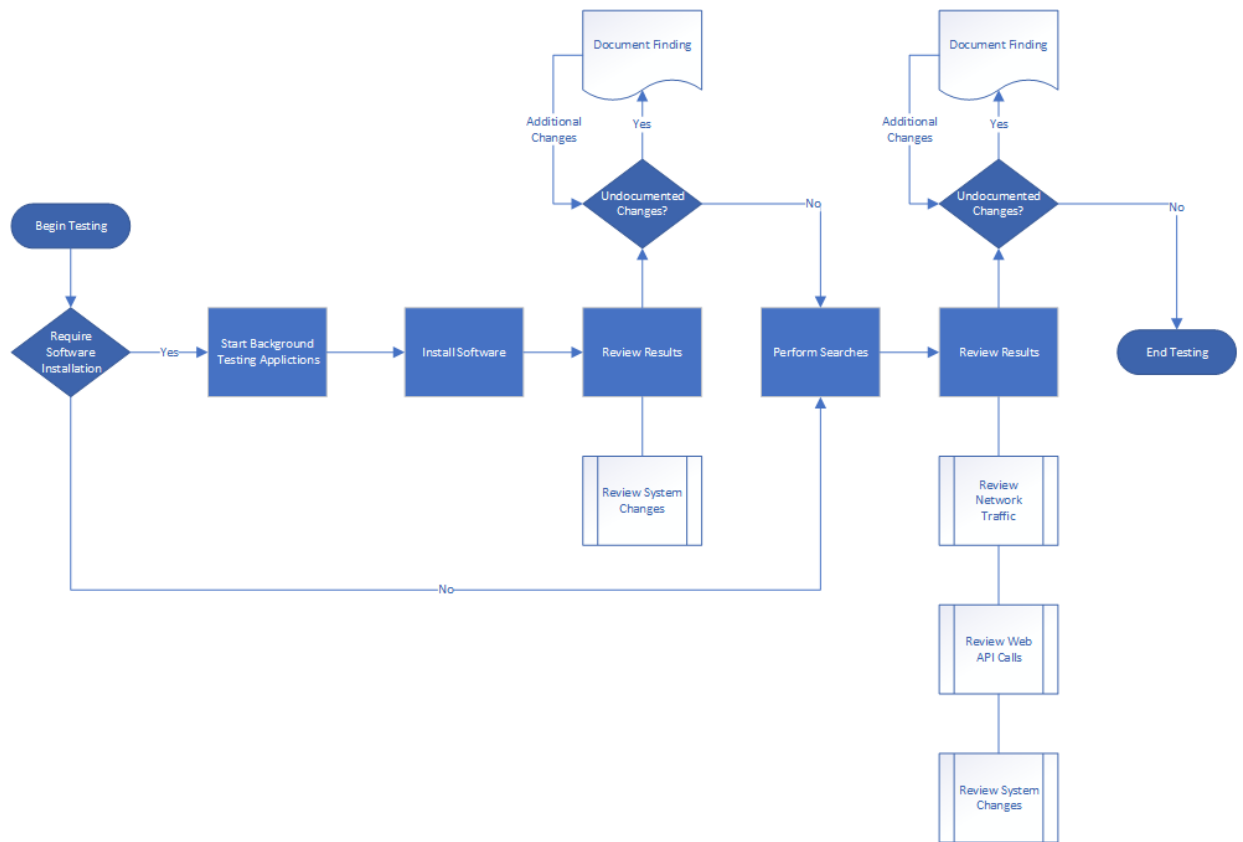 Document Finding
Document Finding
Additional
Changes
Yes
Additional
Changes
Yes
Undocumented
Changes?
No
Undocumented
Changes?
No
Begin Testing
Require
Software
Installation
Yes
Start Background
Testing Applictions
Install Software
Review Results
Perform Searches
Review Results
End Testing
Review System
Changes
Review
Network
Traffic
No
Review Web
API Calls
Review System
Changes